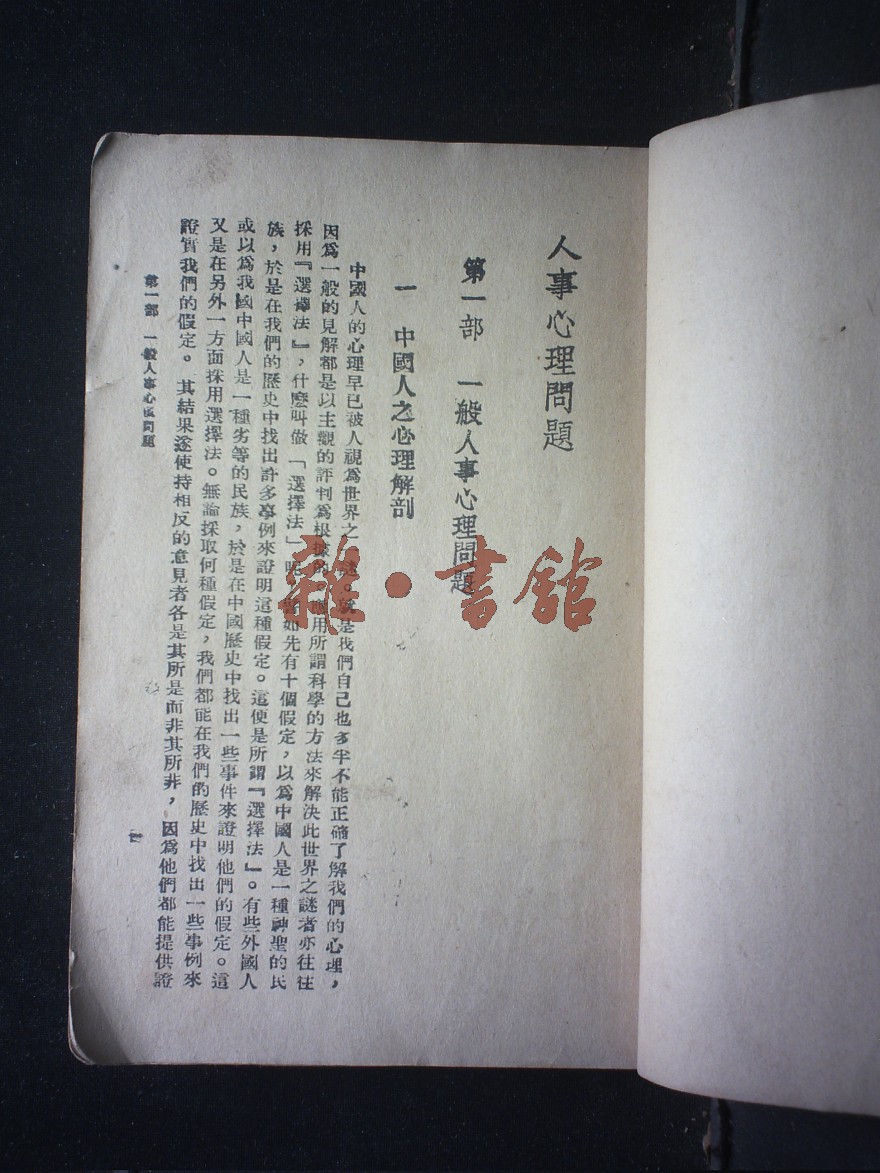 人事心理問題
第一部　一般人事心理問題
一　中國人之心理解剖
中國人的心理早已被人視爲世界之謎。就是我們自己也多半不能正確了解我們的心理，
因爲一般的見解都是以主觀的評判爲根據的。應用所謂科學的方法來解決此世界之謎者亦往往
採用『選擇法』，什麽叫做「選擇法」呢？當如先有十個假定，以爲中國人是一種神聖的民
族，於是在我們的歷史中找出許多事例來證明這種假定。這便是所謂『選擇法』。有些外國人
或以爲我國中國人是一種劣等的民族，於是在中國歷史中找出一些事件來證明他們的假定。這
又是在另外一方面採用選擇法。無論採取何種假定，我們都能在我們的歷史中找出一些事例來
證實我們的假定。其結果遂使持相反的意見者各是其所是而非其所非，因爲他們都能提供證
第一部　一般人事心理問題
雜・書館